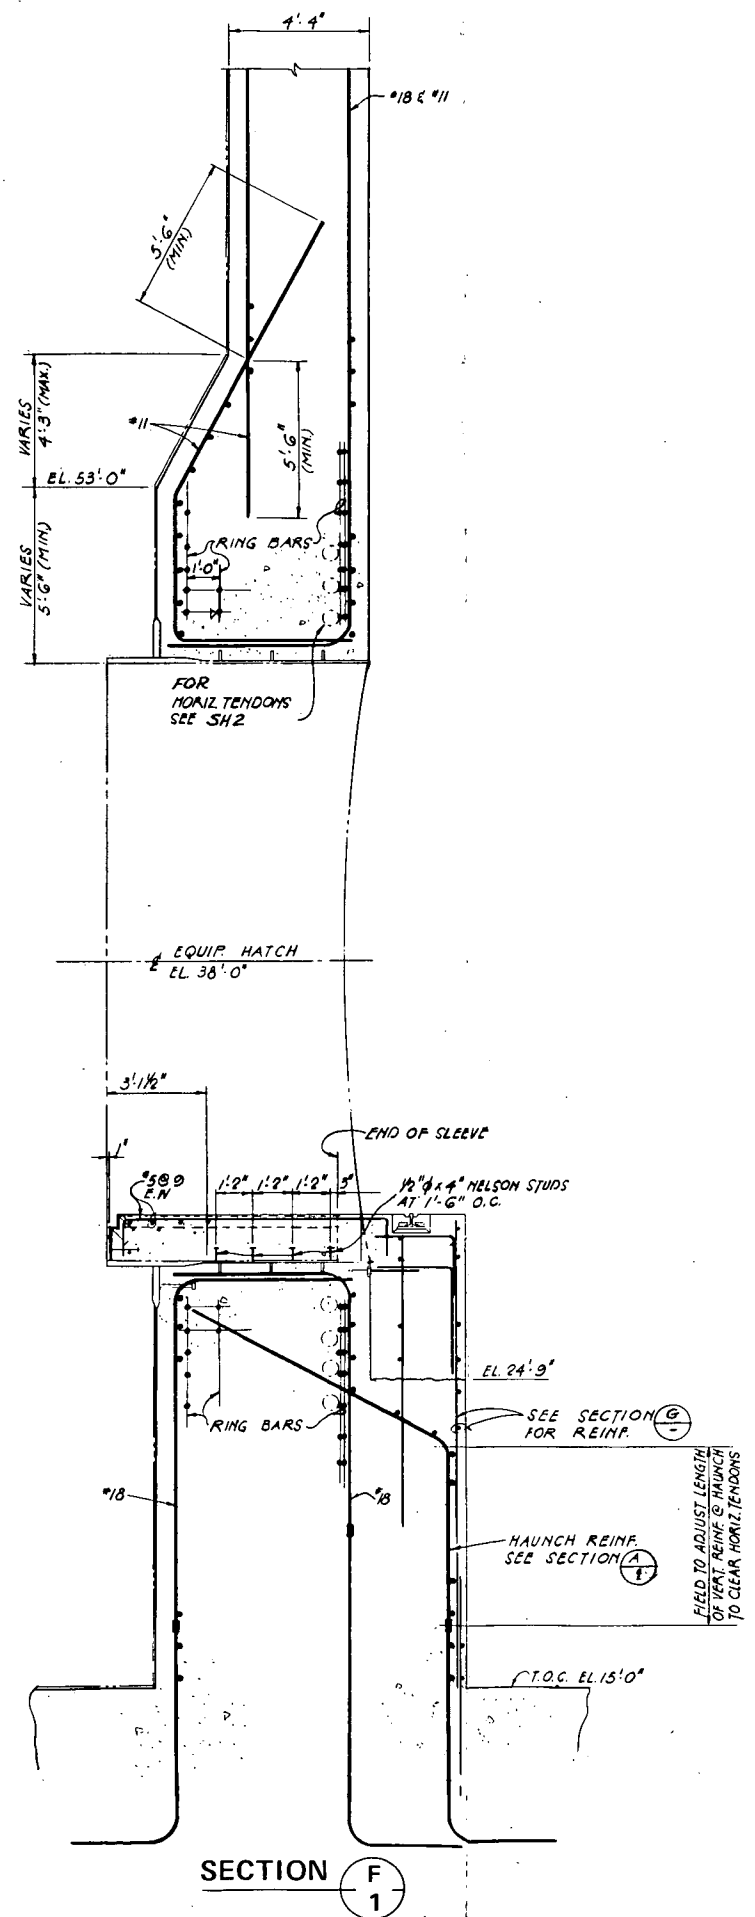 4'-4"
#18 & #11
5'-6"
(MIN.)
VARIES
4'-3" (MAX.)
#11
5'-6"
(MIN.)
EL. 53'-0"
VARIES
5'-6" (MIN.)
RING BARS
1'-0"
FOR
HORIZ. TENDONS
SEE SH2
℄ EQUIP. HATCH
EL. 38'-0"
3'-1½"
END OF SLEEVE
1"
#5@9
E.W
1'-2" 1'-2" 1'-2" 3"
½"φ x 4" NELSON STUDS
AT 1'-6" O.C.
EL. 24'-9"
RING BARS
SEE SECTION G
FOR REINF. -
#18
#18
HAUNCH REINF.
SEE SECTION A
1
FIELD TO ADJUST LENGTH
OF VERT. REINF. @ HAUNCH
TO CLEAR HORIZ. TENDONS
T.O.C. EL. 15'-0"
SECTION F
1